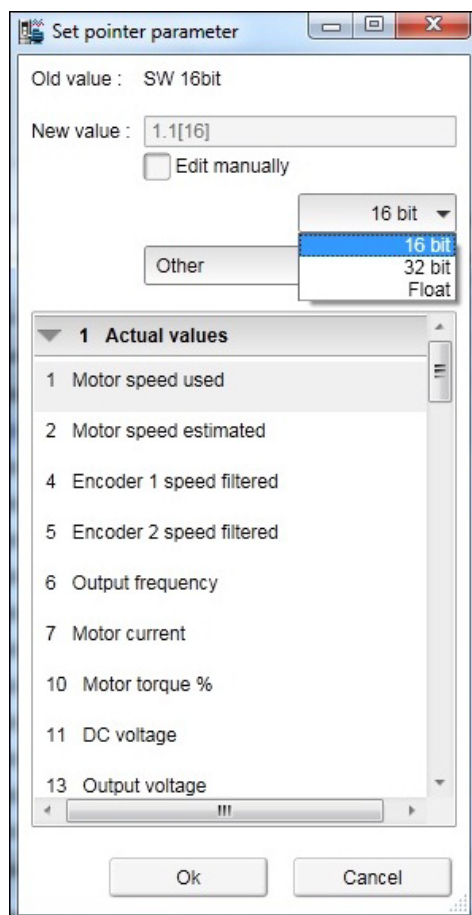 Set pointer parameter
Old value : SW 16bit
New value : 1.1[16]
Edit manually
16 bit
16 bit
32 bit
Other
Float
1 Actual values
1 Motor speed used
2 Motor speed estimated
4 Encoder 1 speed filtered
5 Encoder 2 speed filtered
6 Output frequency
7 Motor current
10 Motor torque %
11 DC voltage
13 Output voltage
Ok Cancel